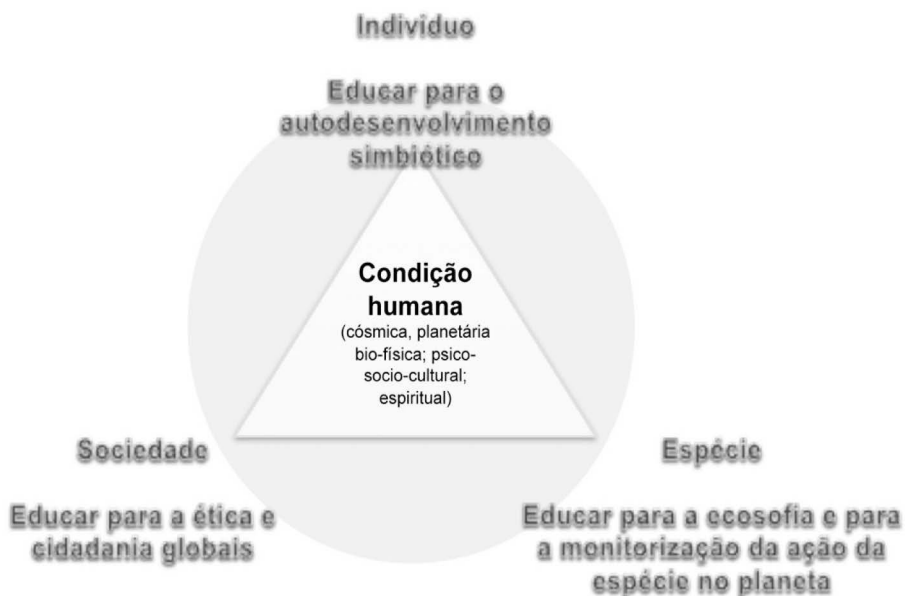 Indivíduo
Educar para o
autodesenvolvimento
simbiótico
Condição
humana
(cósmica, planetária
bio-física; psico-
socio-cultural;
espiritual)
Sociedade
Educar para a ética e
cidadania globais
Espécie
Educar para a ecosofia e para
a monitorização da ação da
espécie no planeta